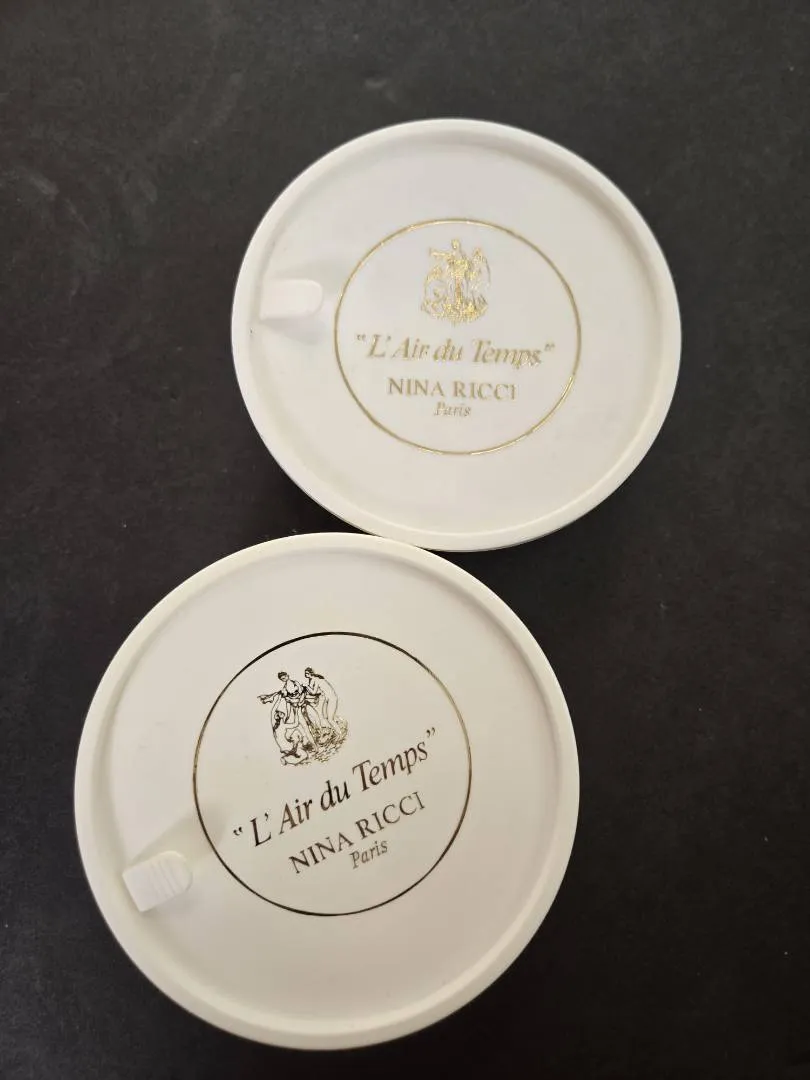 "L'Air du Temps"
NINA RICCI
Paris
"L'Air du Temps"
NINA RICCI
Paris